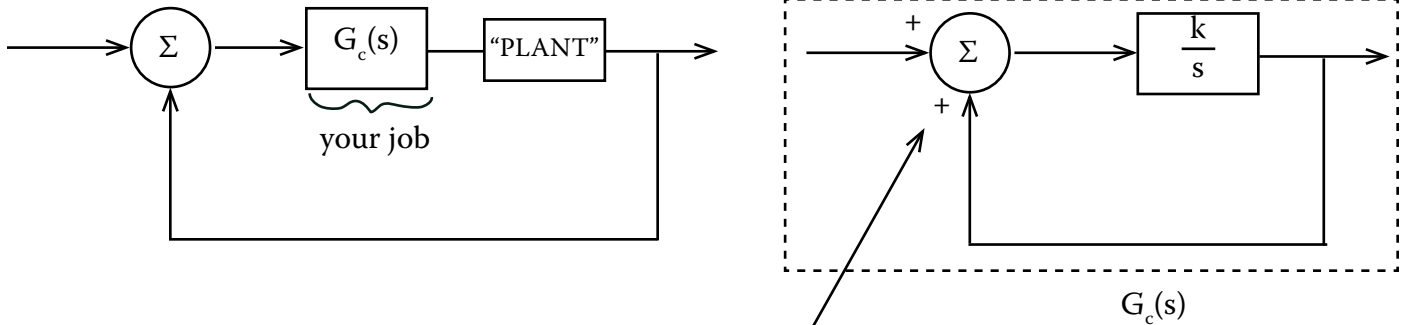 Σ
G_c(s)
“PLANT”
your job
+
Σ
+
k
s
G_c(s)